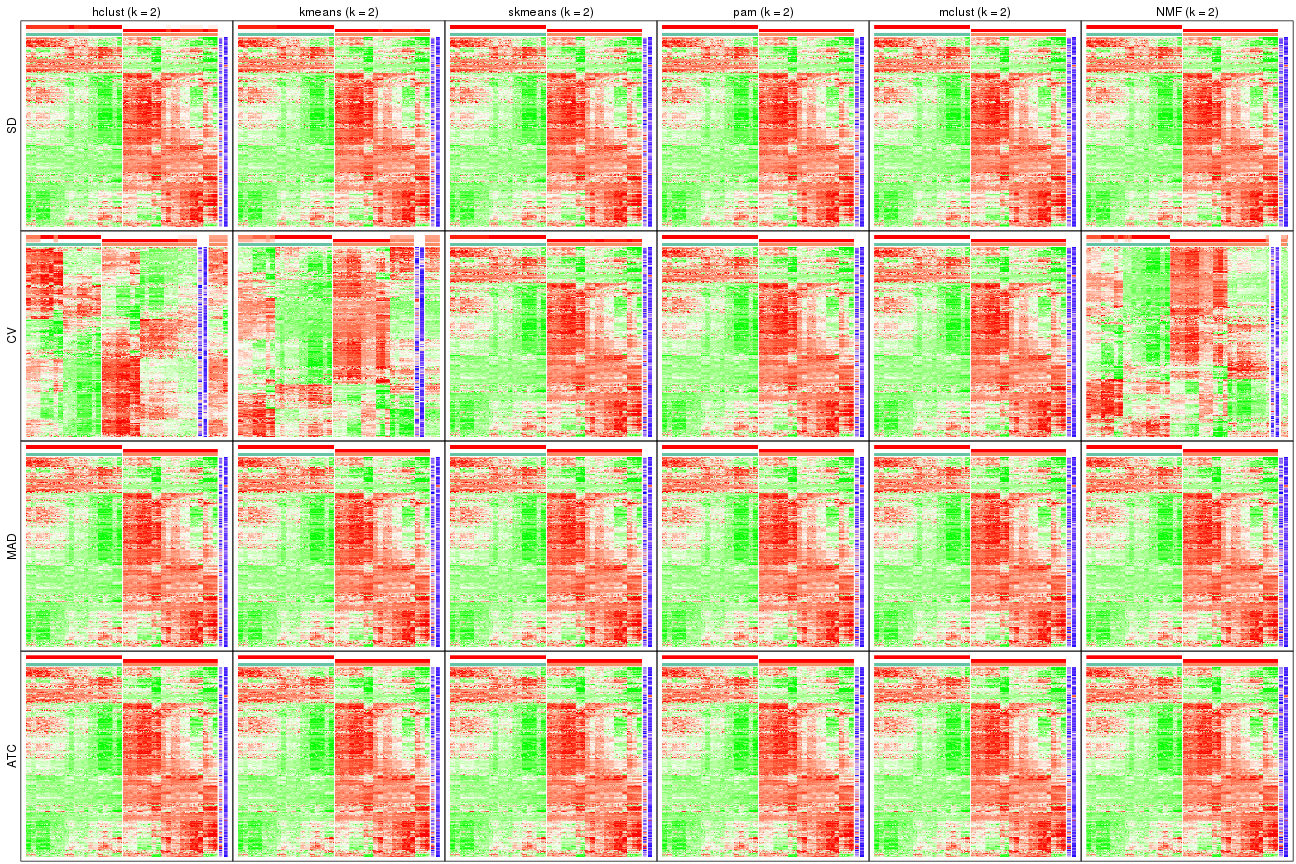 hclust (k = 2)
kmeans (k = 2)
skmeans (k = 2)
pam (k = 2)
mclust (k = 2)
NMF (k = 2)
SD
CV
MAD
ATC